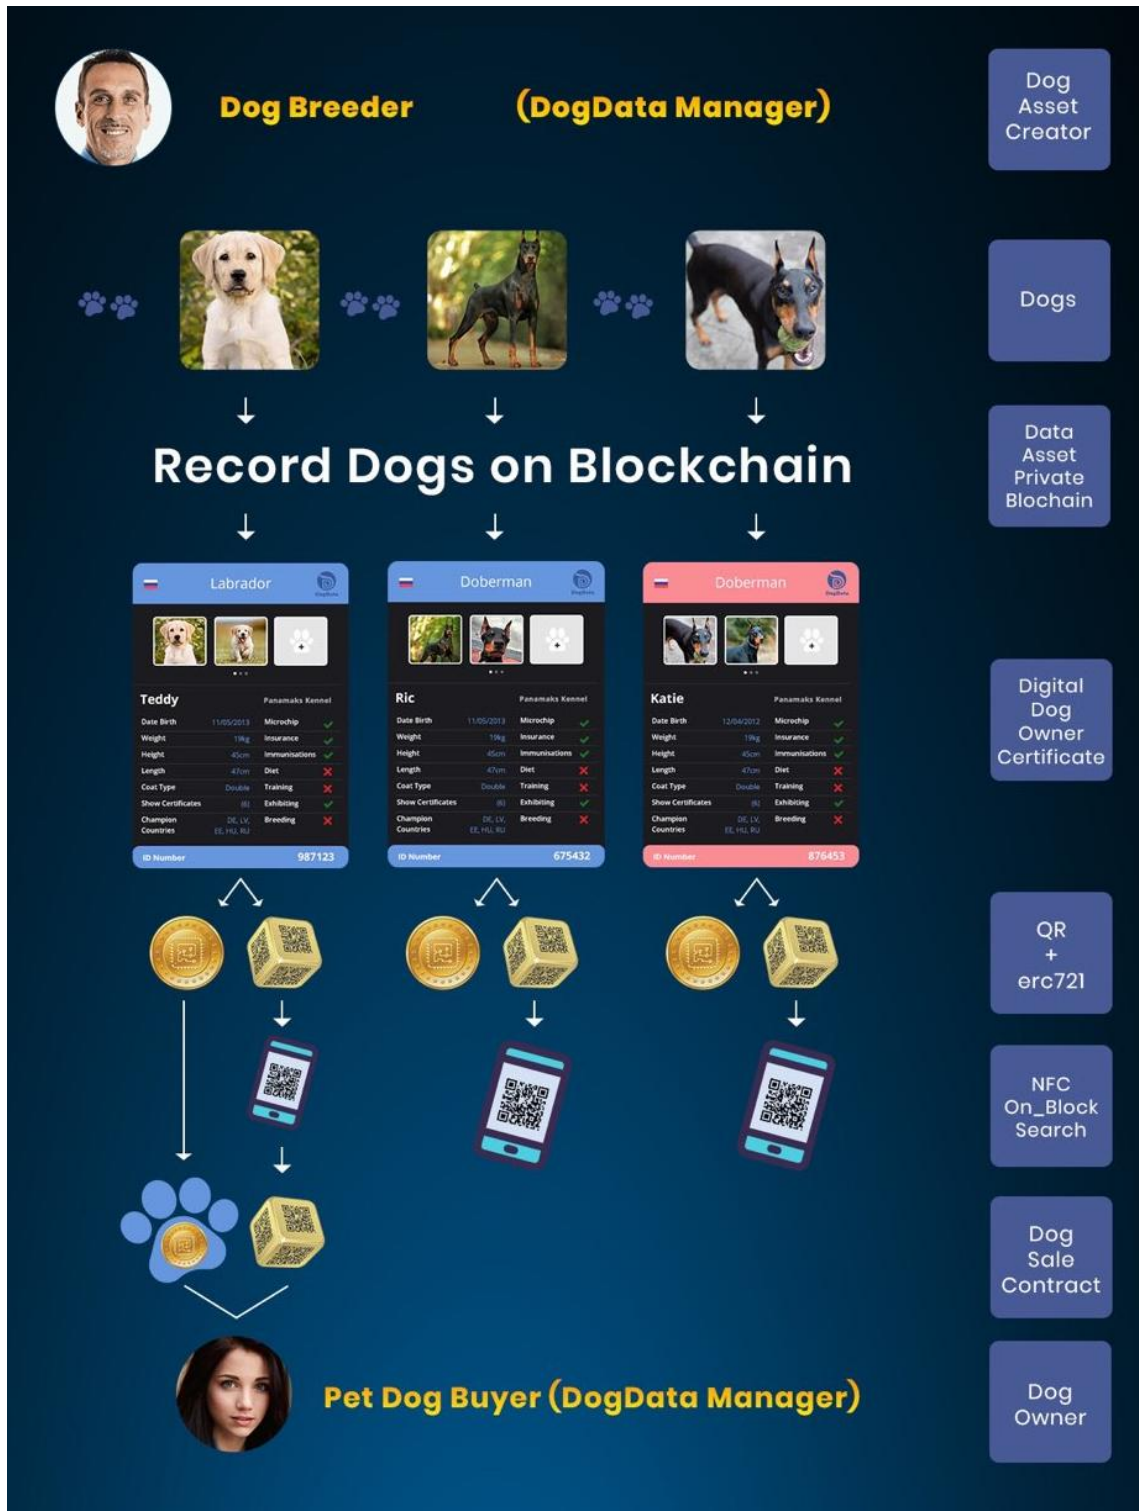 Dog Breeder (DogData Manager)
Dog
Asset
Creator
Dogs
Record Dogs on Blockchain
Data
Asset
Private
Blochain
Labrador
DogData
Teddy
Panamaks Kennel
Date Birth 11/05/2013 Microchip
Weight 19kg Insurance
Height 45cm Immunisations
Length 47cm Diet
Coat Type Double Training
Show Certificates (6) Exhibiting
Champion DE, LV, Breeding
Countries EE, HU, RU
ID Number 987123
Doberman
DogData
Ric
Panamaks Kennel
Date Birth 11/05/2013 Microchip
Weight 19kg Insurance
Height 45cm Immunisations
Length 47cm Diet
Coat Type Double Training
Show Certificates (6) Exhibiting
Champion DE, LV, Breeding
Countries EE, HU, RU
ID Number 675432
Doberman
DogData
Katie
Panamaks Kennel
Date Birth 12/04/2012 Microchip
Weight 19kg Insurance
Height 45cm Immunisations
Length 47cm Diet
Coat Type Double Training
Show Certificates (6) Exhibiting
Champion DE, LV, Breeding
Countries EE, HU, RU
ID Number 876453
Digital
Dog
Owner
Certificate
QR
+
erc721
NFC
On_Block
Search
Dog
Sale
Contract
Pet Dog Buyer (DogData Manager)
Dog
Owner